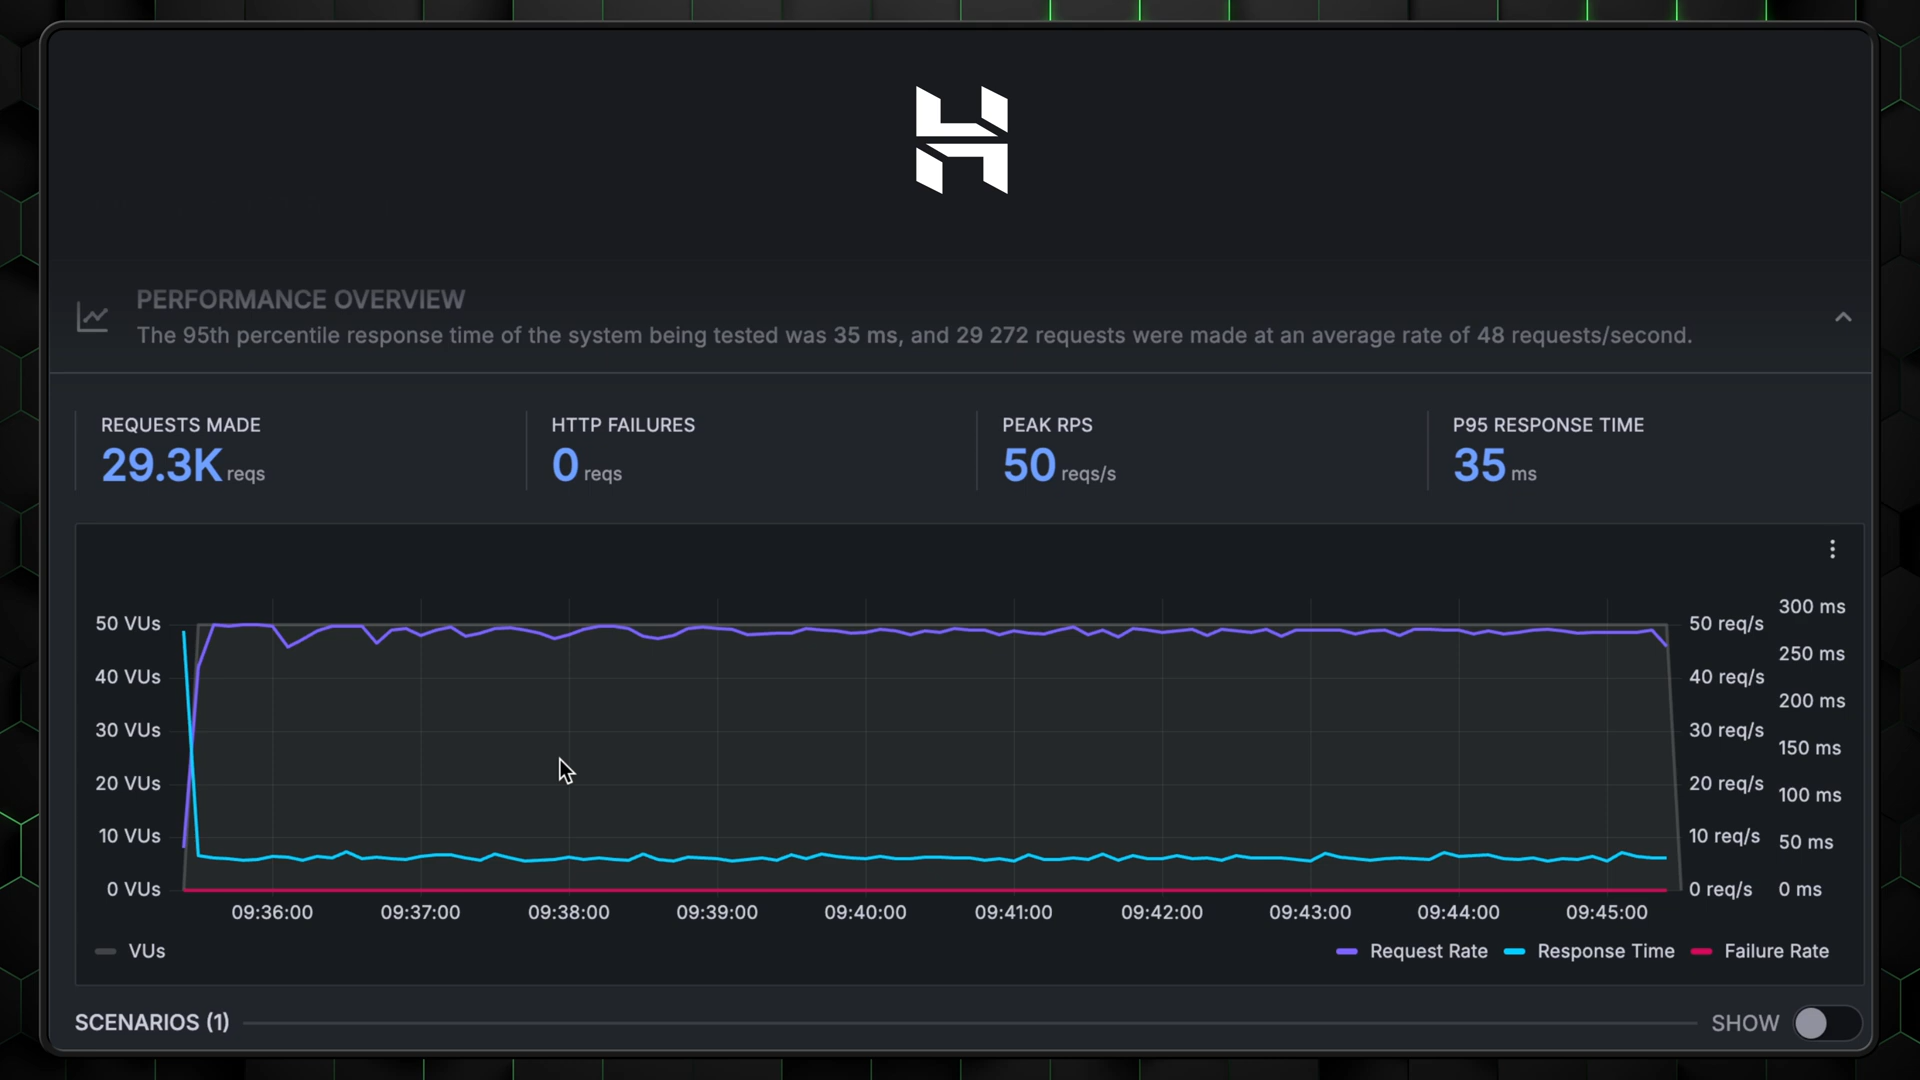 PERFORMANCE OVERVIEW
The 95th percentile response time of the system being tested was 35 ms, and 29 272 requests were made at an average rate of 48 requests/second.
REQUESTS MADE
29.3K reqs
HTTP FAILURES
0 reqs
PEAK RPS
50 reqs/s
P95 RESPONSE TIME
35 ms
50 VUs
40 VUs
30 VUs
20 VUs
10 VUs
0 VUs
50 req/s
40 req/s
30 req/s
20 req/s
10 req/s
0 req/s
300 ms
250 ms
200 ms
150 ms
100 ms
50 ms
0 ms
09:36:00 09:37:00 09:38:00 09:39:00 09:40:00 09:41:00 09:42:00 09:43:00 09:44:00 09:45:00
VUs
Request Rate Response Time Failure Rate
SCENARIOS (1)
SHOW